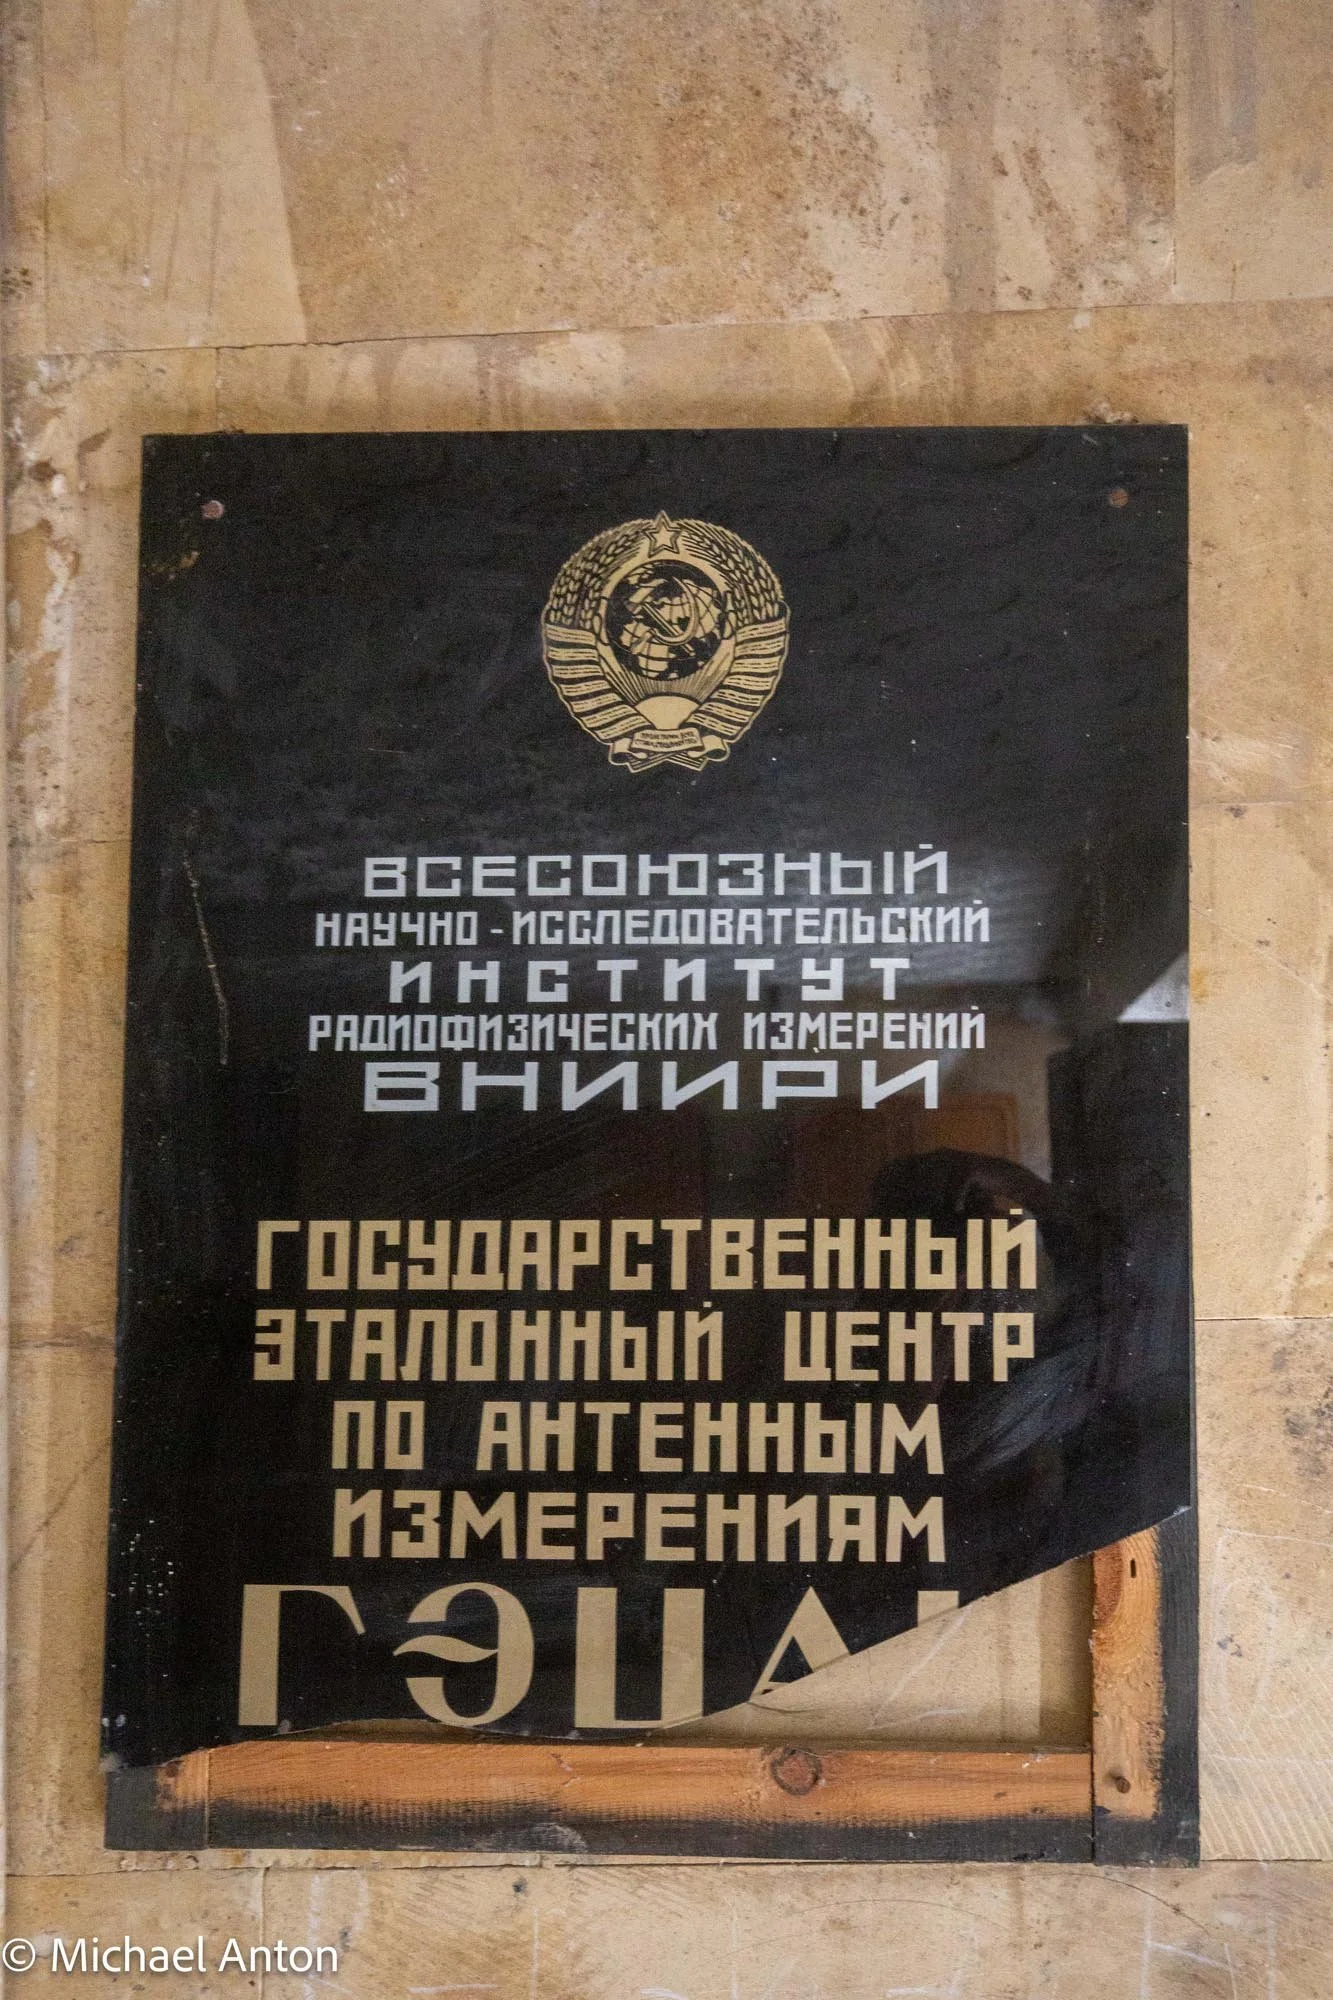 ВСЕСОЮЗНЫЙ
НАУЧНО - ИССЛЕДОВАТЕЛЬСКИЙ
ИНСТИТУТ
РАДИОФИЗИЧЕСКИХ ИЗМЕРЕНИЙ
ВНИИРИ
ГОСУДАРСТВЕННЫЙ
ЭТАЛОННЫЙ ЦЕНТР
ПО АНТЕННЫМ
ИЗМЕРЕНИЯМ
© Michael Anton